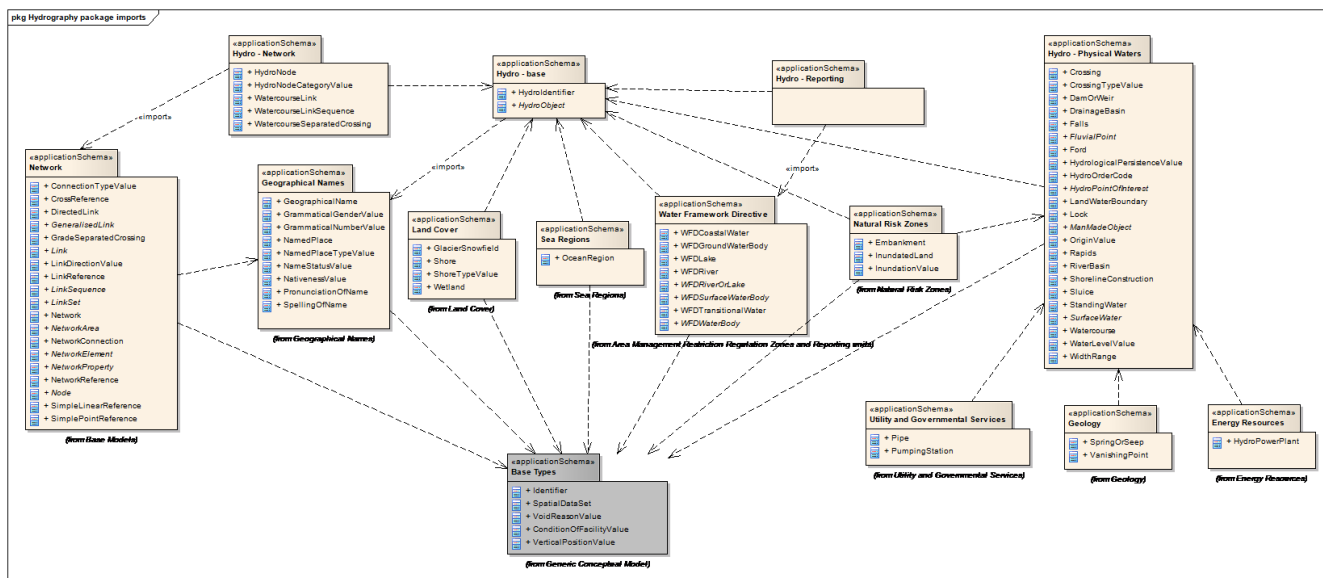 pkg Hydrography package imports
«applicationSchema»
Hydro - Network
+ HydroNode
+ HydroNodeCategoryValue
+ WatercourseLink
+ WatercourseLinkSequence
+ WatercourseSeparatedCrossing
«applicationSchema»
Hydro - base
+ HydroIdentifier
+ HydroObject
«applicationSchema»
Hydro - Reporting
«applicationSchema»
Hydro - Physical Waters
+ Crossing
+ CrossingTypeValue
+ DamOrWeir
+ DrainageBasin
+ Falls
+ FluvialPoint
+ Ford
+ HydrologicalPersistenceValue
+ HydroOrderCode
+ HydroPointOfInterest
+ LandWaterBoundary
+ Lock
+ ManMadeObject
+ OriginValue
+ Rapids
+ RiverBasin
+ ShorelineConstruction
+ Sluice
+ StandingWater
+ SurfaceWater
+ Watercourse
+ WaterLevelValue
+ WidthRange
«import»
«import»
«import»
«applicationSchema»
Network
+ ConnectionTypeValue
+ CrossReference
+ DirectedLink
+ GeneralisedLink
+ GradeSeparatedCrossing
+ Link
+ LinkDirectionValue
+ LinkReference
+ LinkSequence
+ LinkSet
+ Network
+ NetworkArea
+ NetworkConnection
+ NetworkElement
+ NetworkProperty
+ NetworkReference
+ Node
+ SimpleLinearReference
+ SimplePointReference
(from Base Models)
«applicationSchema»
Geographical Names
+ GeographicalName
+ GrammaticalGenderValue
+ GrammaticalNumberValue
+ NamedPlace
+ NamedPlaceTypeValue
+ NameStatusValue
+ NativenessValue
+ PronunciationOfName
+ SpellingOfName
(from Geographical Names)
«applicationSchema»
Land Cover
+ GlacierSnowfield
+ Shore
+ ShoreTypeValue
+ Wetland
(from Land Cover)
«applicationSchema»
Sea Regions
+ OceanRegion
(from Sea Regions)
«applicationSchema»
Water Framework Directive
+ WFDCoastalWater
+ WFDGroundWaterBody
+ WFDLake
+ WFDRiver
+ WFDRiverOrLake
+ WFDSurfaceWaterBody
+ WFDTransitionalWater
+ WFDWaterBody
(from Area Management Restriction Regulation Zones and Reporting units)
«applicationSchema»
Natural Risk Zones
+ Embankment
+ InundatedLand
+ InundationValue
(from Natural Risk Zones)
«applicationSchema»
Utility and Governmental Services
+ Pipe
+ PumpingStation
(from Utility and Governmental Services)
«applicationSchema»
Geology
+ SpringOrSeep
+ VanishingPoint
(from Geology)
«applicationSchema»
Energy Resources
+ HydroPowerPlant
(from Energy Resources)
«applicationSchema»
Base Types
+ Identifier
+ SpatialDataSet
+ VoidReasonValue
+ ConditionOfFacilityValue
+ VerticalPositionValue
(from Generic Conceptual Model)